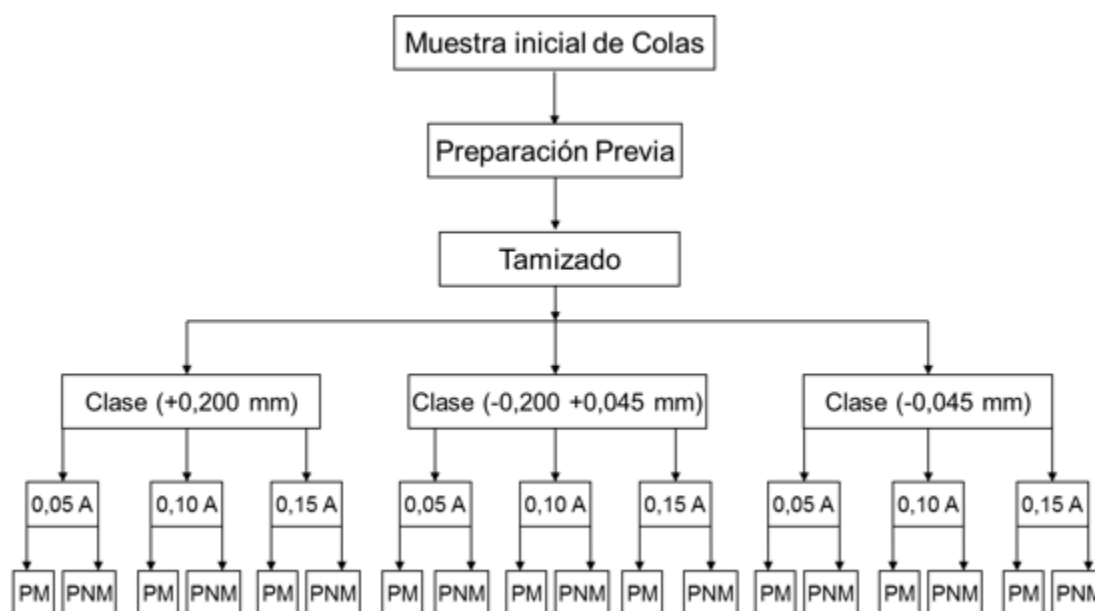 Muestra inicial de Colas
Preparación Previa
Tamizado
Clase (+0,200 mm)
Clase (-0,200 +0,045 mm)
Clase (-0,045 mm)
0,05 A
0,10 A
0,15 A
0,05 A
0,10 A
0,15 A
0,05 A
0,10 A
0,15 A
PM
PNM
PM
PNM
PM
PNM
PM
PNM
PM
PNM
PM
PNM
PM
PNM
PM
PNM
PM
PNM